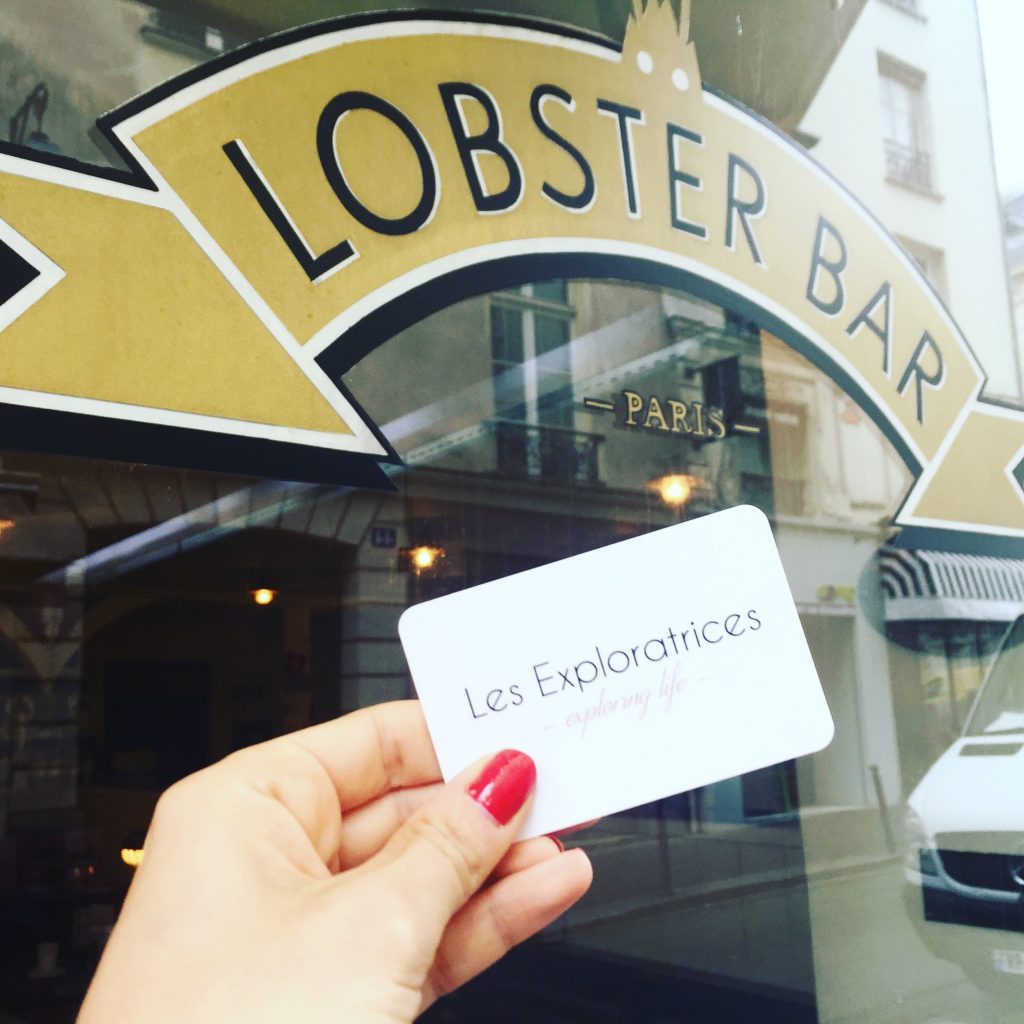 LOBSTER BAR
– PARIS –
Les Exploratrices
– exploring life –